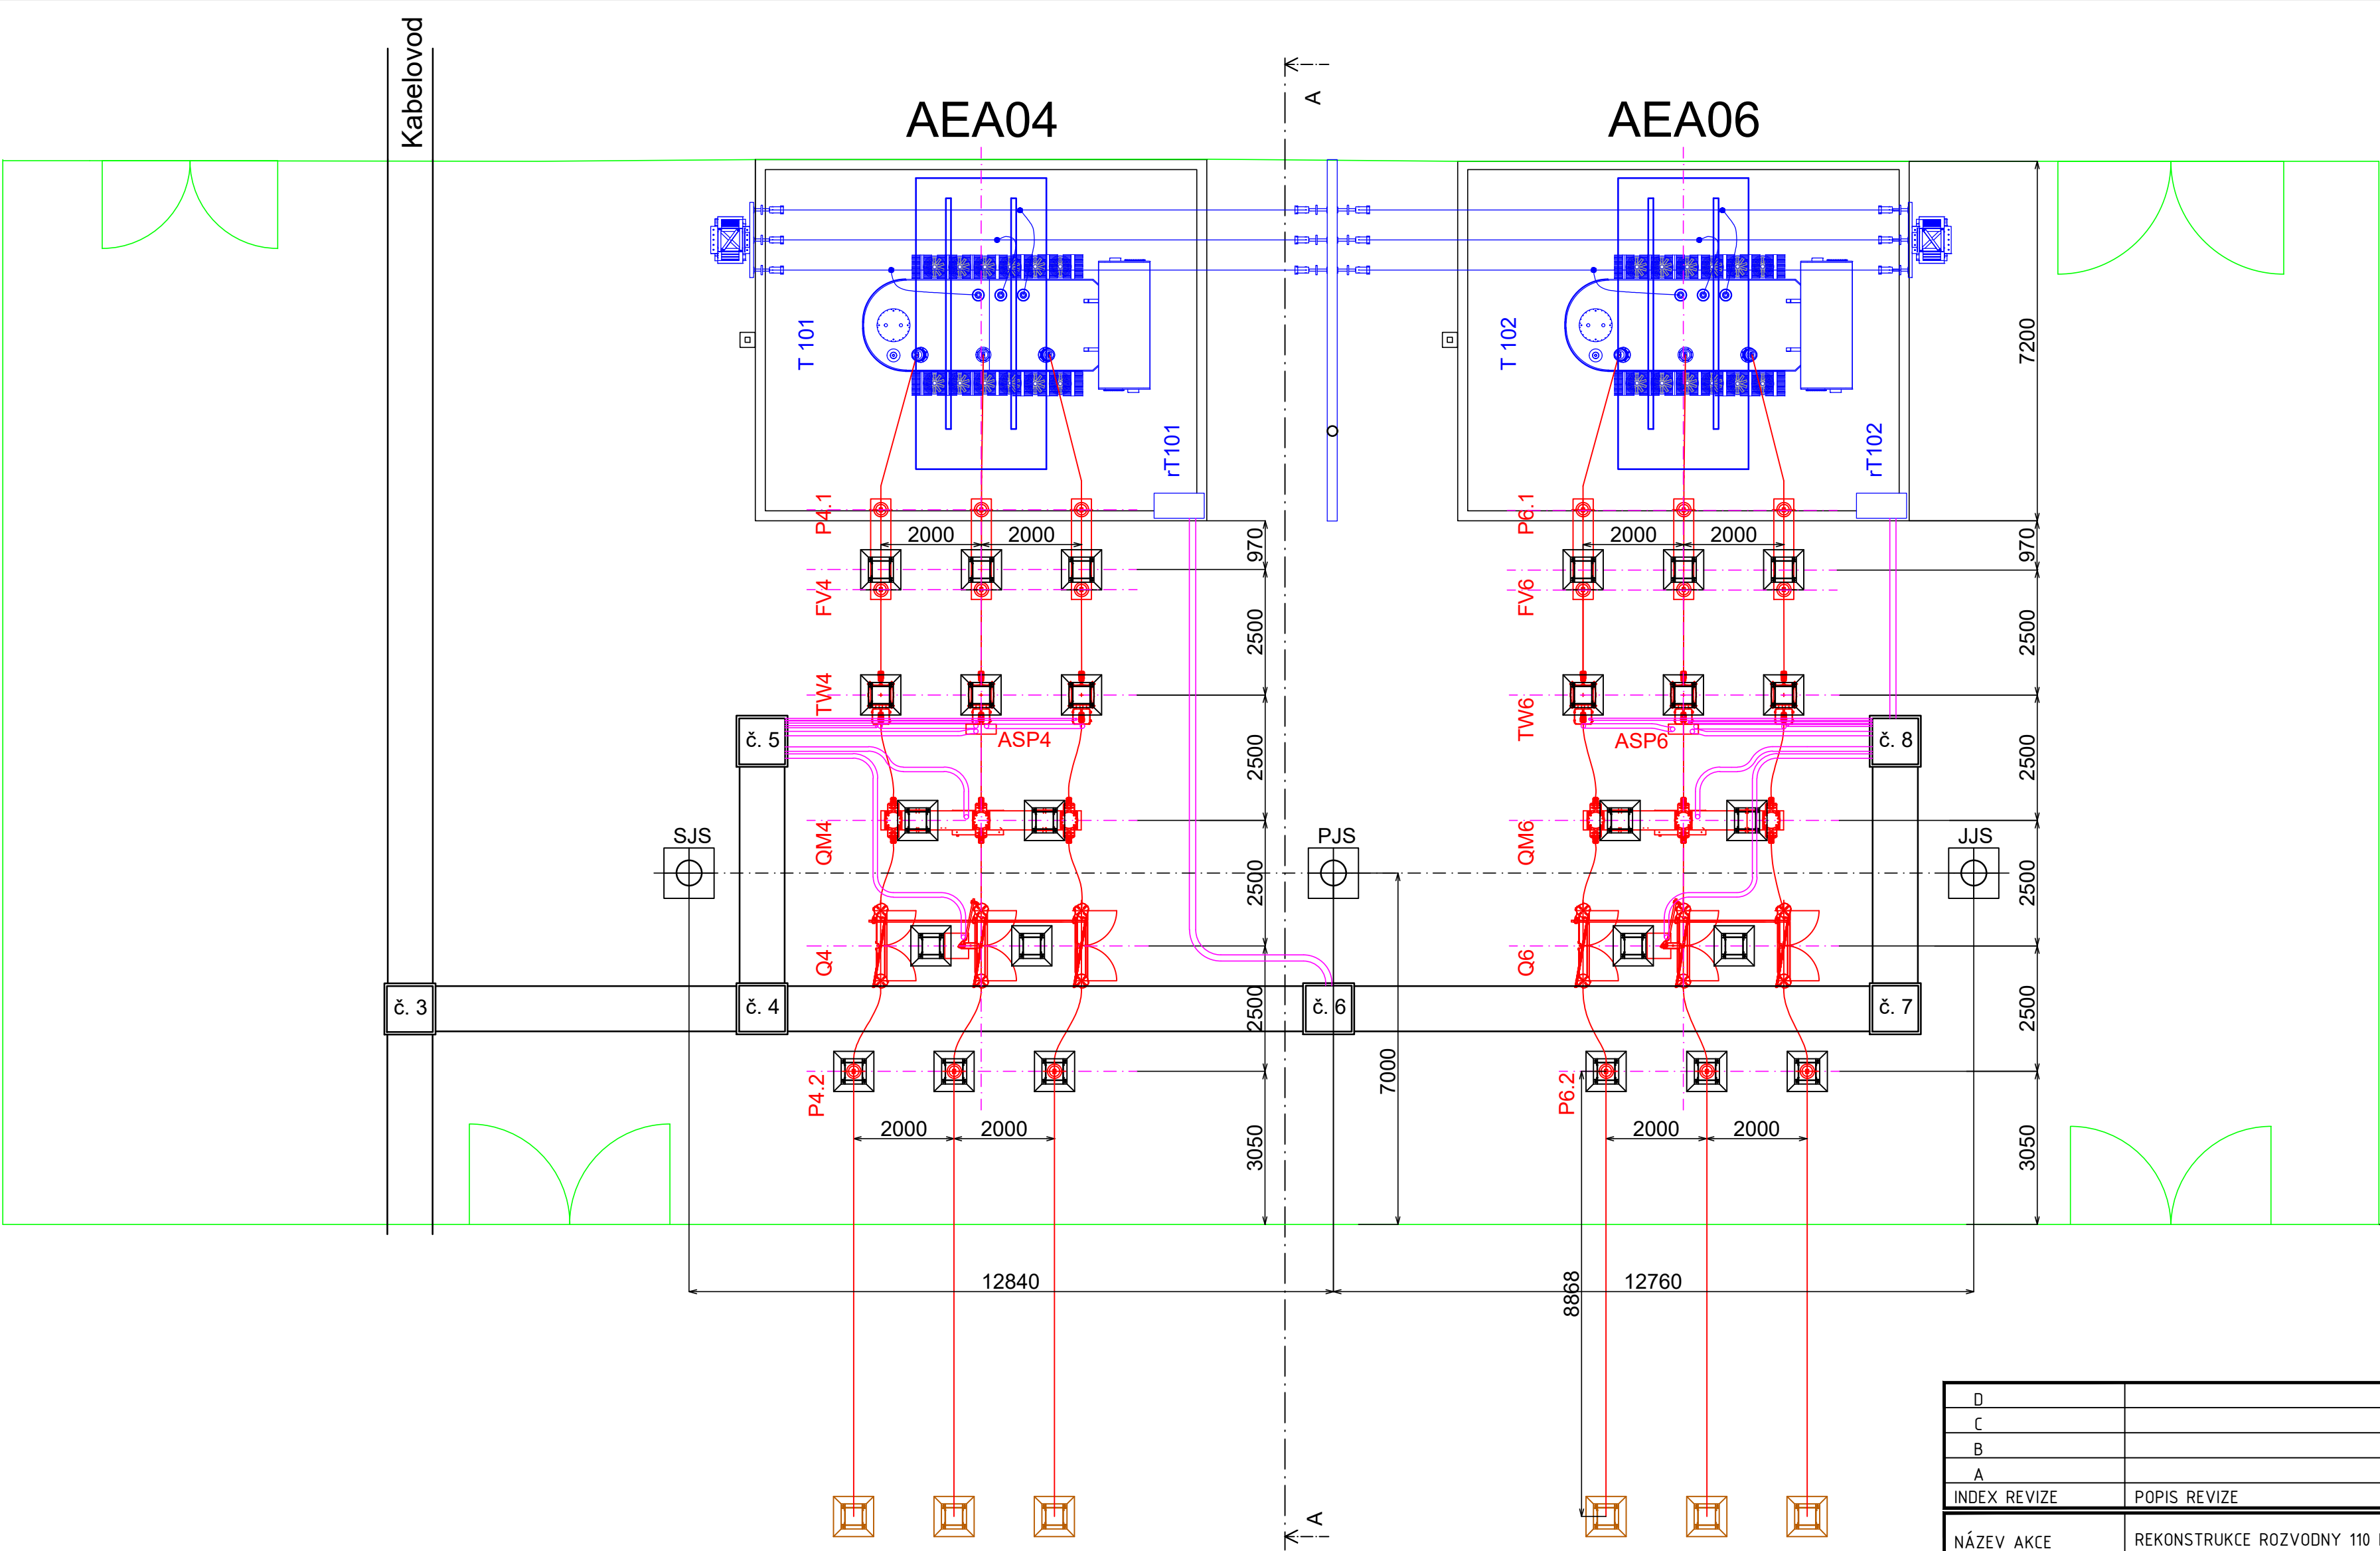 Kabelovod
AEA04
A
AEA06
T 101
T 102
7200
rT101
rT102
P4.1
2000
2000
970
P6.1
2000
2000
970
FV4
2500
FV6
2500
TW4
ASP4
TW6
ASP6
č. 5
2500
č. 8
2500
SJS
QM4
PJS
QM6
JJS
2500
2500
Q4
Q6
č. 3
č. 4
2500
č. 6
č. 7
2500
P4.2
7000
P6.2
2000
2000
3050
2000
2000
3050
12840
8868
12760
D
C
B
A
INDEX REVIZE
POPIS REVIZE
A
NÁZEV AKCE
REKONSTRUKCE ROZVODNY 110